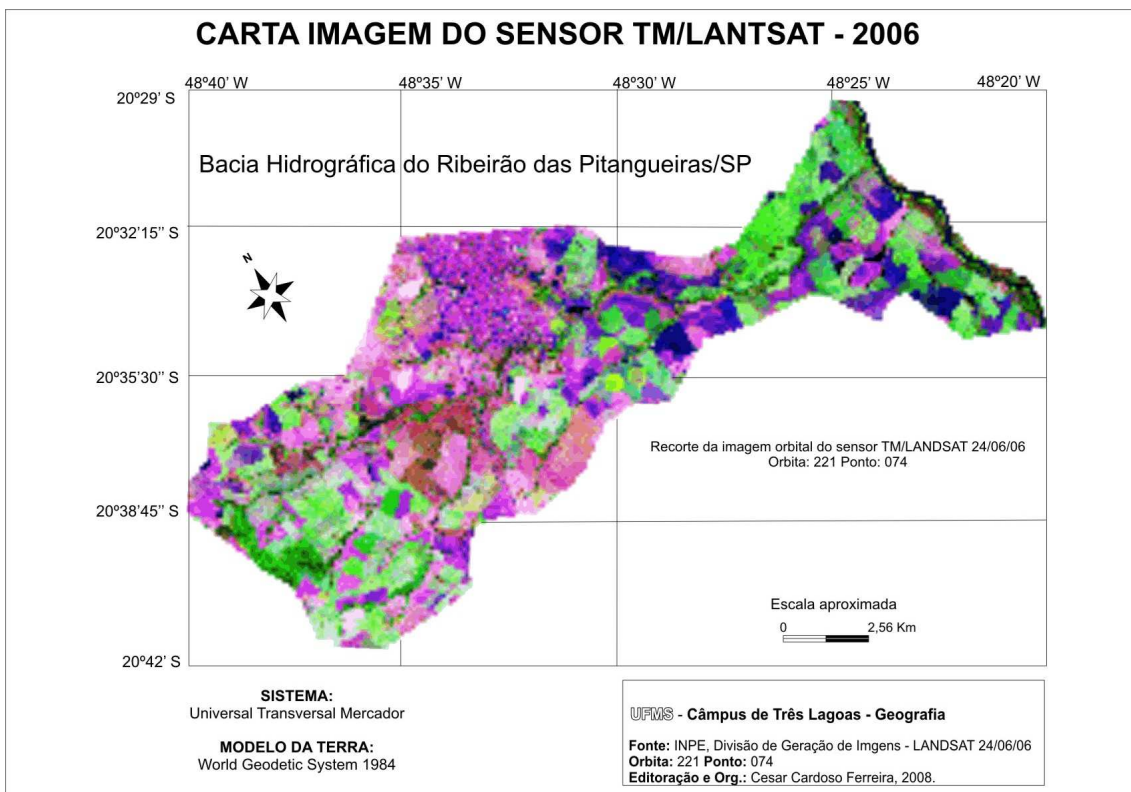 CARTA IMAGEM DO SENSOR TM/LANTSAT - 2006
48º40' W 48º35' W 48º30' W 48º25' W 48º20' W
20º29' S
Bacia Hidrográfica do Ribeirão das Pitangueiras/SP
20º32'15'' S
N
20º35'30'' S
Recorte da imagem orbital do sensor TM/LANDSAT 24/06/06
Orbita: 221 Ponto: 074
20º38'45'' S
Escala aproximada
0 2,56 Km
20º42' S
SISTEMA:
Universal Transversal Mercador
MODELO DA TERRA:
World Geodetic System 1984
UFMS - Câmpus de Três Lagoas - Geografia
Fonte: INPE, Divisão de Geração de Imgens - LANDSAT 24/06/06
Orbita: 221 Ponto: 074
Editoração e Org.: Cesar Cardoso Ferreira, 2008.